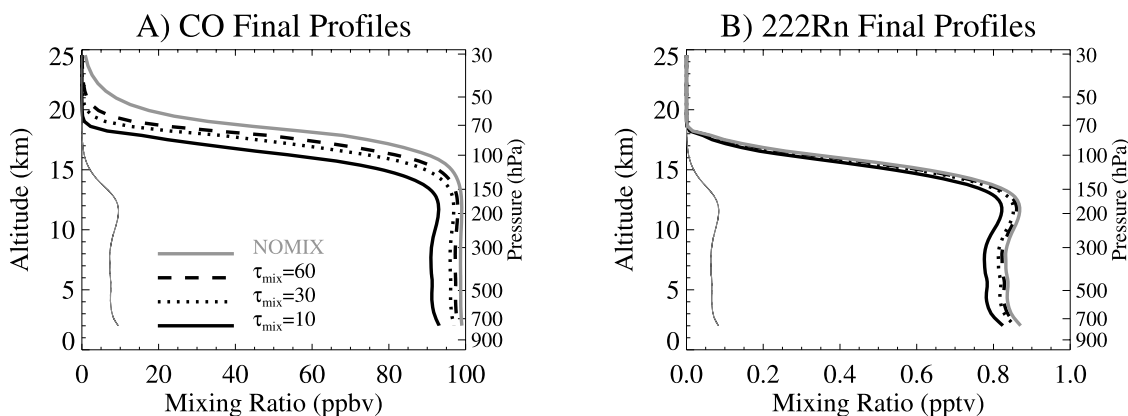 A) CO Final Profiles
25
20
15
10
5
0
Altitude (km)
30
50
70
100
150
200
300
500
700
900
Pressure (hPa)
NOMIX
τmix=60
τmix=30
τmix=10
0 20 40 60 80 100
Mixing Ratio (ppbv)
B) 222Rn Final Profiles
25
20
15
10
5
0
Altitude (km)
30
50
70
100
150
200
300
500
700
900
Pressure (hPa)
0.0 0.2 0.4 0.6 0.8 1.0
Mixing Ratio (pptv)